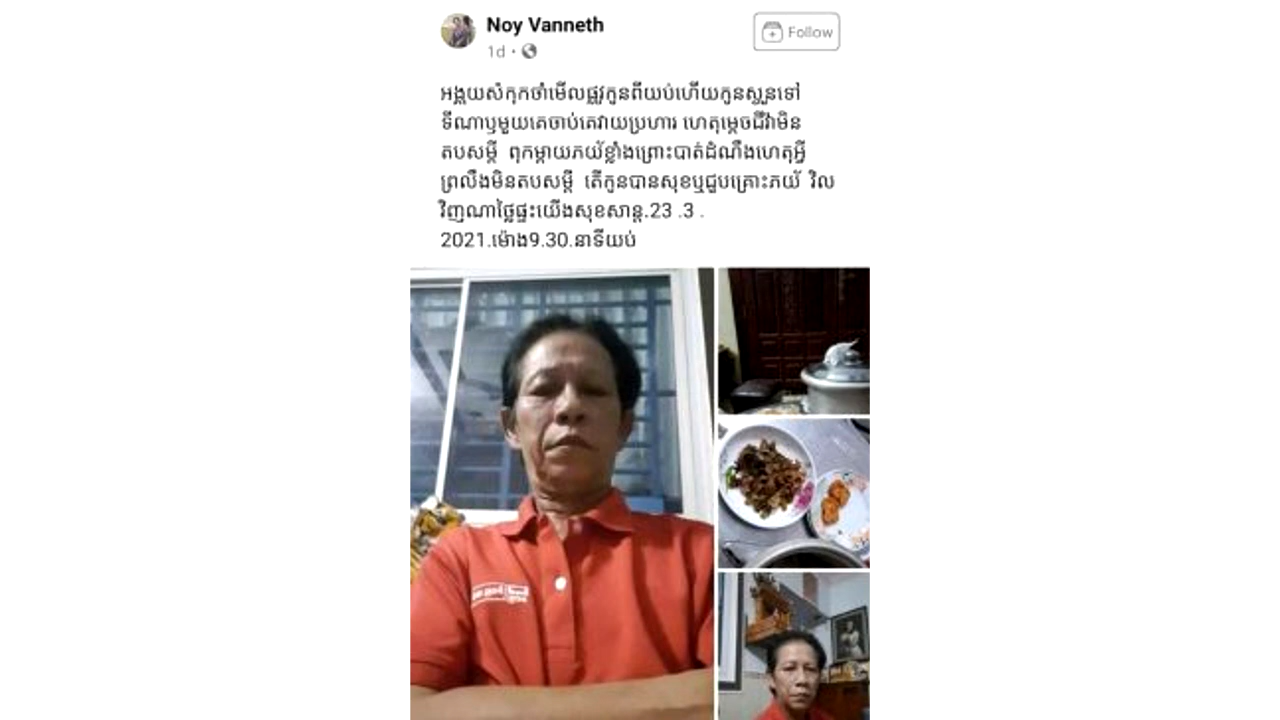 Noy Vanneth
1d
Follow
អង្គុយសំកុកចាំមើលផ្លូវកូនពីយប់ហើយកូនស្ងួនទៅ
ទីណាឬមួយគេចាប់គេវាយប្រហារ ហេតុម្ដេចជីវ៉ាមិន
តបសម្ដី ពុកម្ដាយភយ័ខ្លាំងព្រោះបាត់ដំណឹងហេតុអ្វី
ព្រលឹងមិនតបសម្ដី តើកូនបានសុខឬជួបគ្រោះភយ័ វិល
វិញណាថ្លៃផ្ទះយើងសុខសាន្ត.23 .3 .
2021.ម៉ោង9.30.នាទីយប់